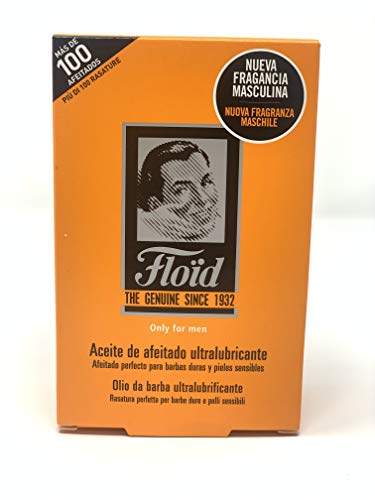 MÁS DE
100
AFEITADOS
PIÙ DI 100 RASATURE
NUEVA
FRAGANCIA
MASCULINA
NUOVA FRAGRANZA
MASCHILE
Floïd
THE GENUINE SINCE 1932
Only for men
Aceite de afeitado ultralubricante
Afeitado perfecto para barbas duras y pieles sensibles
Olio da barba ultralubrificante
Rasatura perfetta per barbe dure e pelli sensibili